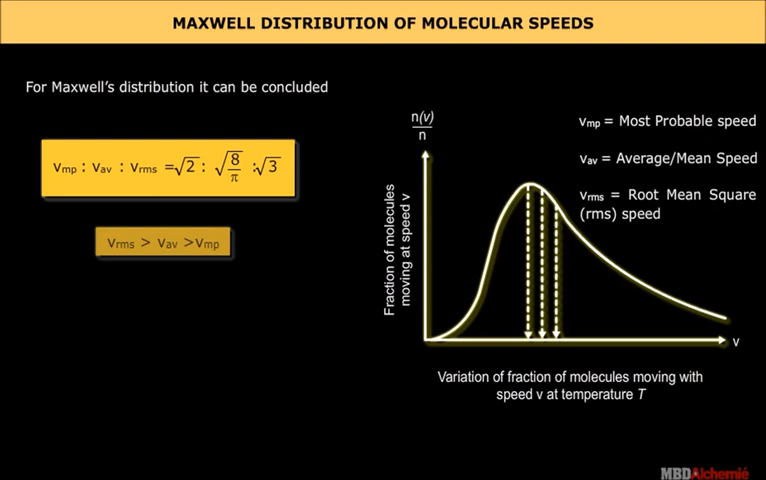 MAXWELL DISTRIBUTION OF MOLECULAR SPEEDS
For Maxwell's distribution it can be concluded
vmp : vav : vrms =√2 : √8/π :√3
vrms > vav >vmp
n(v)/n
Fraction of molecules
moving at speed v
vmp = Most Probable speed
vav = Average/Mean Speed
vrms = Root Mean Square
(rms) speed
v
Variation of fraction of molecules moving with
speed v at temperature T
MBDAlchemié